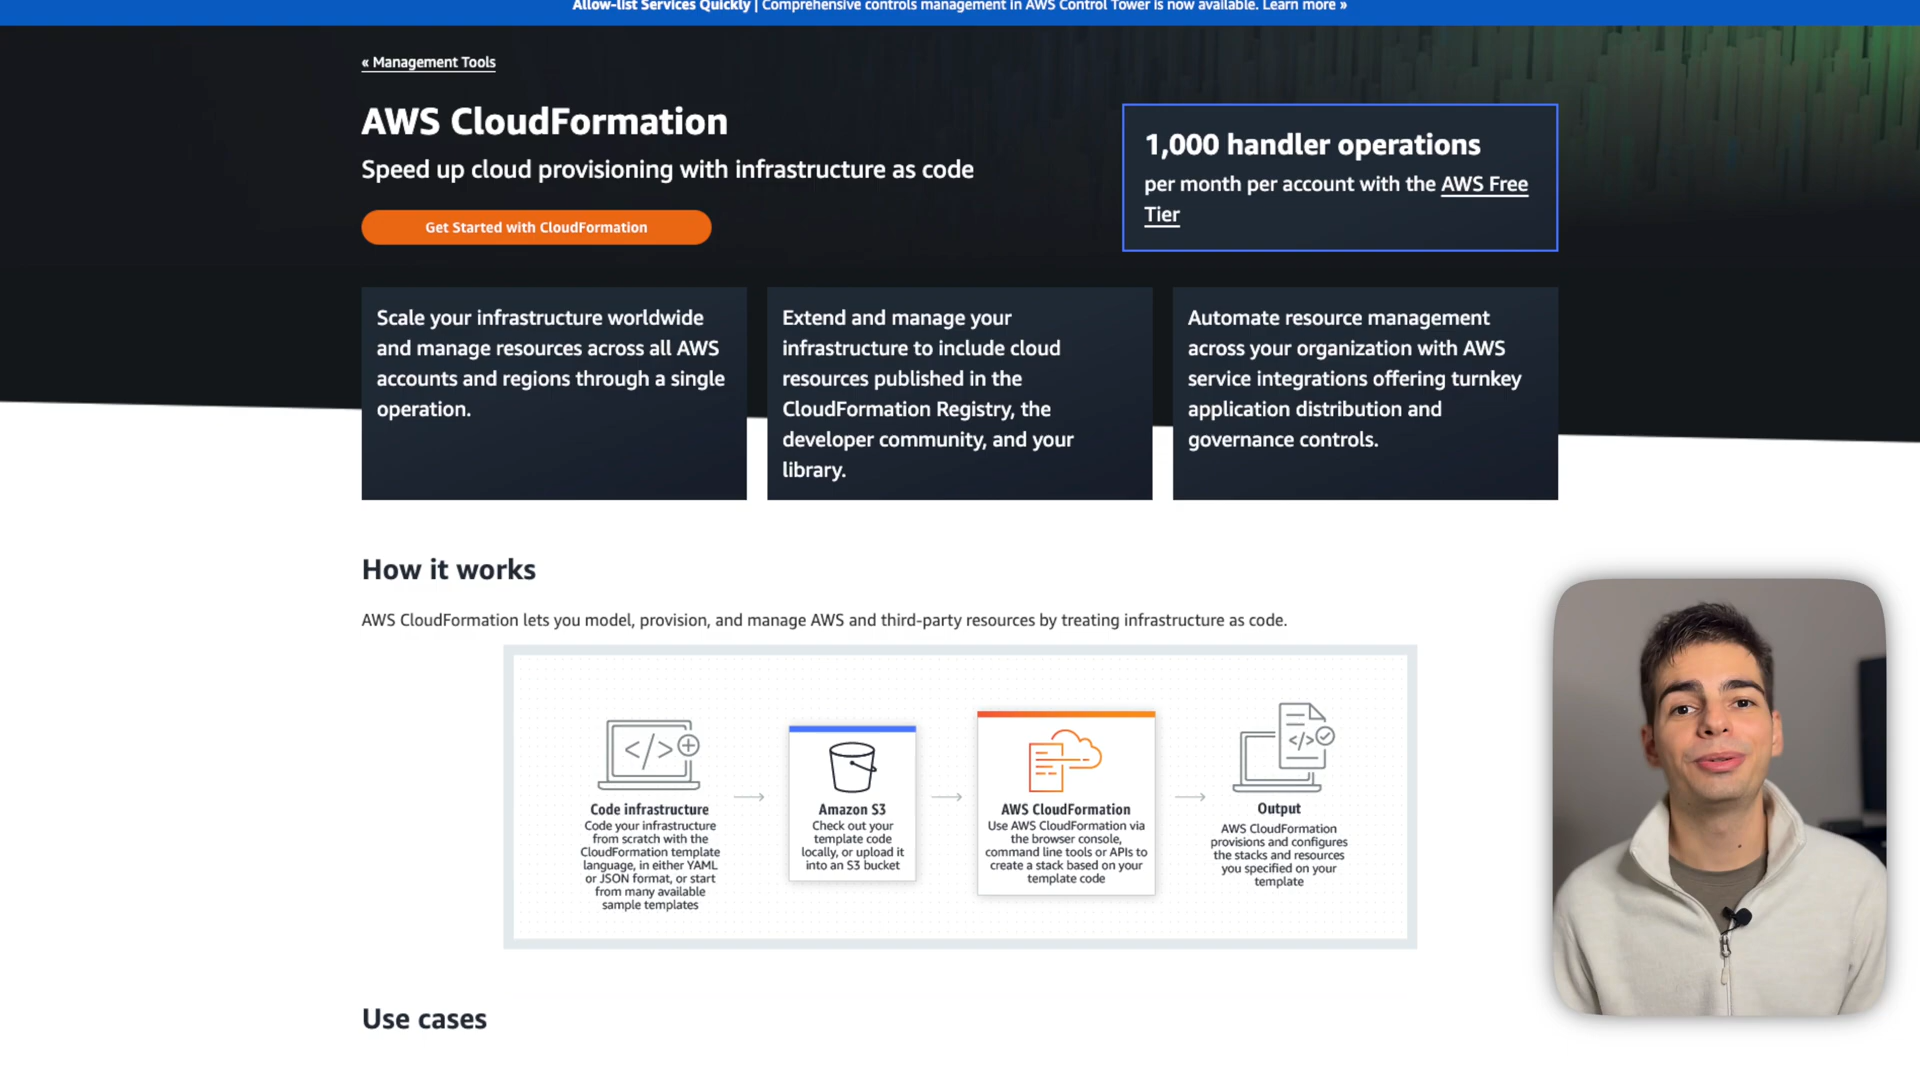 Allow-list Services Quickly | Comprehensive controls management in AWS Control Tower is now available. Learn more »
« Management Tools
AWS CloudFormation
Speed up cloud provisioning with infrastructure as code
Get Started with CloudFormation
1,000 handler operations
per month per account with the AWS Free
Tier
Scale your infrastructure worldwide
and manage resources across all AWS
accounts and regions through a single
operation.
Extend and manage your
infrastructure to include cloud
resources published in the
CloudFormation Registry, the
developer community, and your
library.
Automate resource management
across your organization with AWS
service integrations offering turnkey
application distribution and
governance controls.
How it works
AWS CloudFormation lets you model, provision, and manage AWS and third-party resources by treating infrastructure as code.
</>
Code infrastructure
Code your infrastructure
from scratch with the
CloudFormation template
language, in either YAML
or JSON format, or start
from many available
sample templates
Amazon S3
Check out your
template code
locally, or upload it
into an S3 bucket
AWS CloudFormation
Use AWS CloudFormation via
the browser console,
command line tools or APIs to
create a stack based on your
template code
</>
Output
AWS CloudFormation
provisions and configures
the stacks and resources
you specified on your
template
Use cases